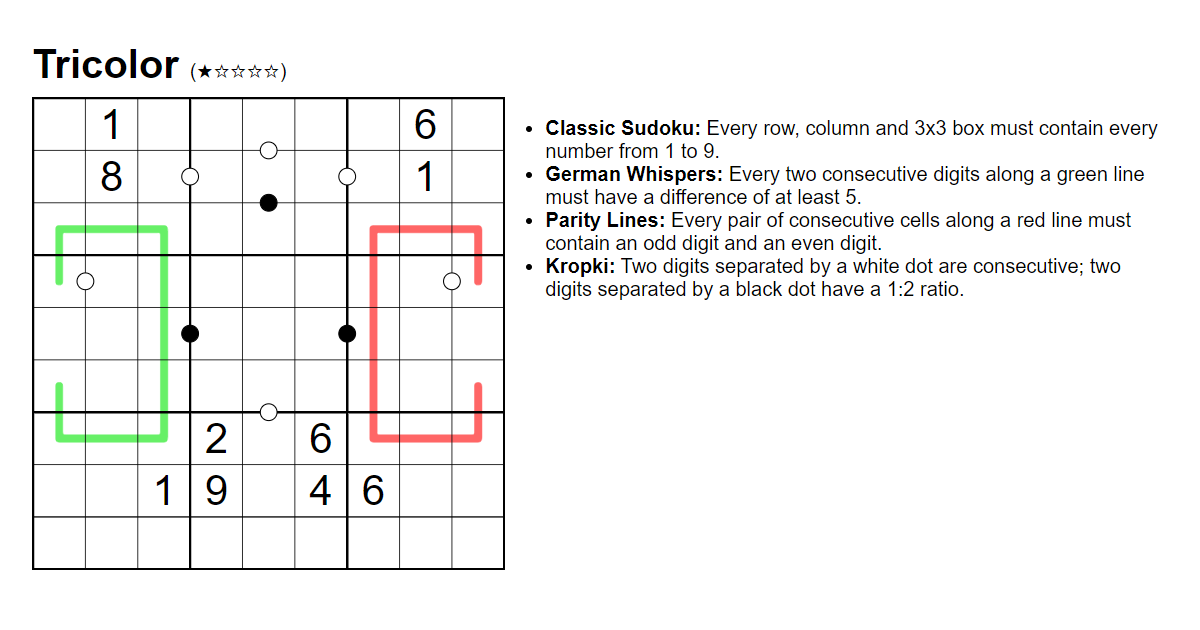 Tricolor (★☆☆☆☆)
1 6
8 1
2 6
1 9 4 6
• Classic Sudoku: Every row, column and 3x3 box must contain every
number from 1 to 9.
• German Whispers: Every two consecutive digits along a green line
must have a difference of at least 5.
• Parity Lines: Every pair of consecutive cells along a red line must
contain an odd digit and an even digit.
• Kropki: Two digits separated by a white dot are consecutive; two
digits separated by a black dot have a 1:2 ratio.